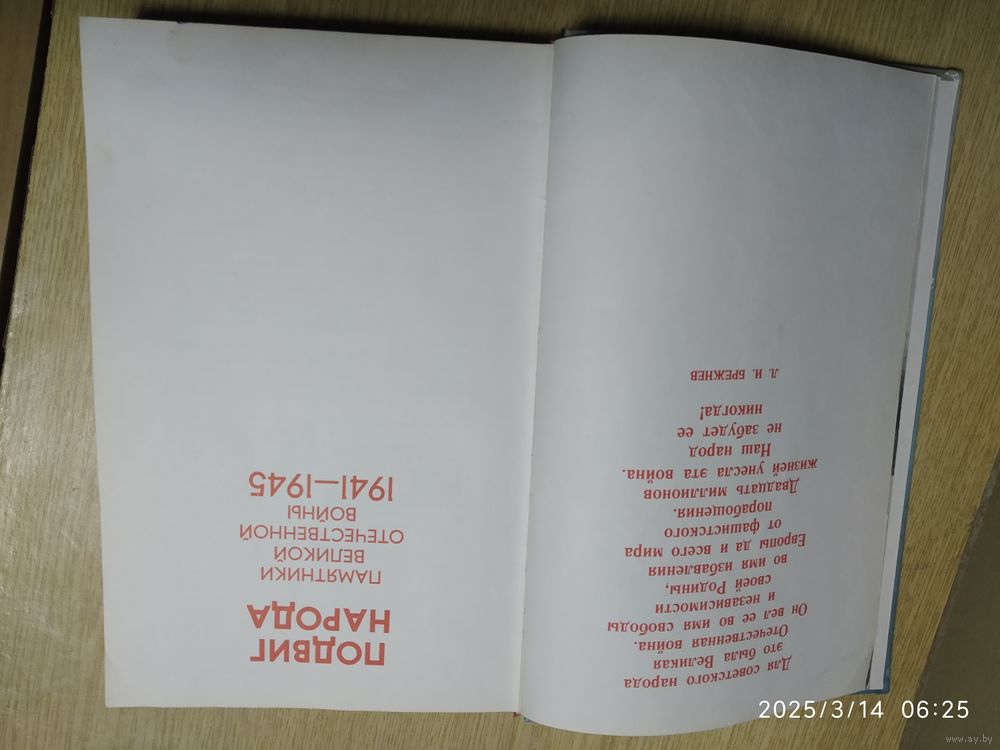 ПОДВИГ
НАРОДА
ПАМЯТНИКИ
ВЕЛИКОЙ
ОТЕЧЕСТВЕННОЙ
ВОЙНЫ
1941—1945
Для советского народа
это была Великая
Отечественная война.
Он вел ее во имя свободы
и независимости
своей Родины,
во имя избавления
Европы да и всего мира
от фашистского
порабощения.
Двадцать миллионов
жизней унесла эта война.
Наш народ
не забудет ее
никогда!
Л. И. БРЕЖНЕВ
2025/3/14 06:25
www.ay.by